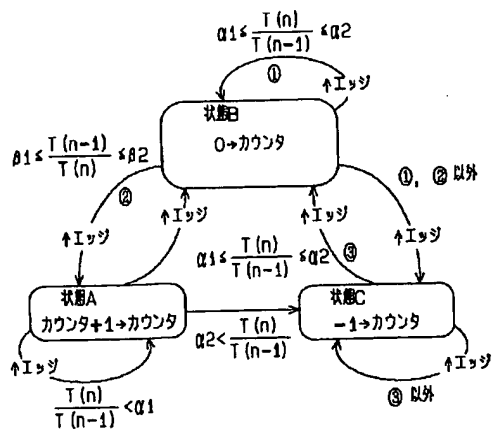 α1≤T(n)/T(n-1)≤α2
①
↑エッジ
状態B
0→カウンタ
β1≤T(n-1)/T(n)≤β2
②
↑エッジ
↑エッジ
①, ②以外
↑エッジ
↑エッジ
α1≤T(n)/T(n-1)≤α2 ③
状態A
カウンタ+1→カウンタ
α2<T(n)/T(n-1)
状態C
-1→カウンタ
↑エッジ
T(n)/T(n-1)<α1
↑エッジ
③以外